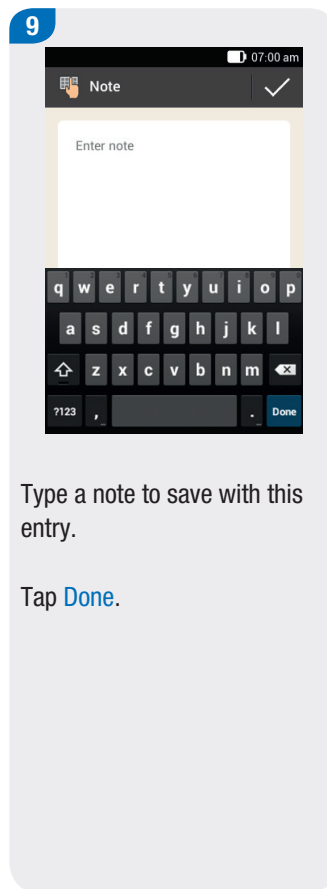 9
07:00 am
Note
Enter note
q w e r t y u i o p
a s d f g h j k l
z x c v b n m
?123 , . Done
Type a note to save with this
entry.
Tap Done.